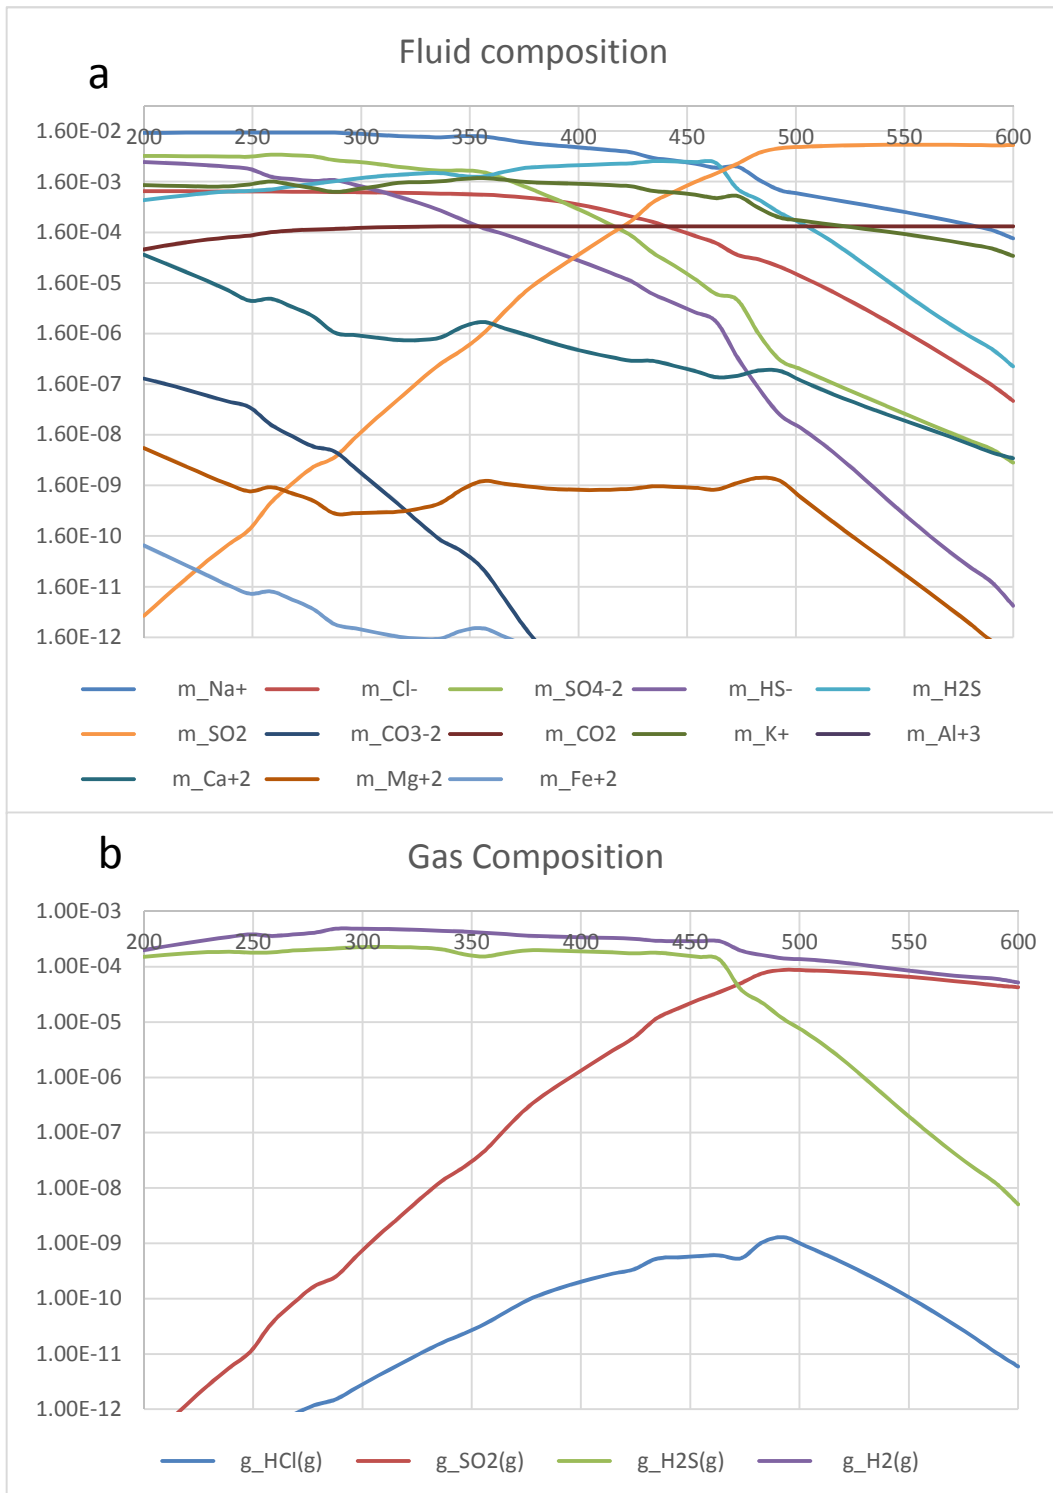 Fluid composition
a
200 250 300 350 400 450 500 550 600
1.60E-02
1.60E-03
1.60E-04
1.60E-05
1.60E-06
1.60E-07
1.60E-08
1.60E-09
1.60E-10
1.60E-11
1.60E-12
m_Na+ m_Cl- m_SO4-2 m_HS- m_H2S
m_SO2 m_CO3-2 m_CO2 m_K+ m_Al+3
m_Ca+2 m_Mg+2 m_Fe+2
b
Gas Composition
1.00E-03
200 250 300 350 400 450 500 550 600
1.00E-04
1.00E-05
1.00E-06
1.00E-07
1.00E-08
1.00E-09
1.00E-10
1.00E-11
1.00E-12
g_HCl(g) g_SO2(g) g_H2S(g) g_H2(g)